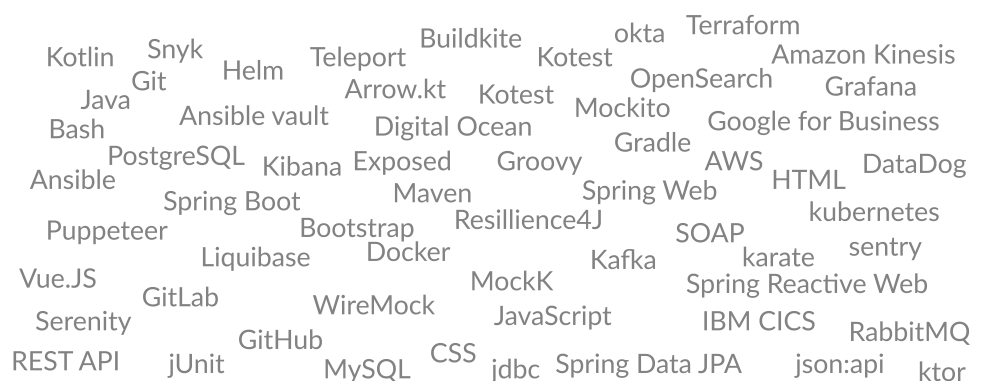 Terraform
okta
Buildkite
Kotlin
Snyk
Teleport
Kotest
Amazon Kinesis
Git
Helm
OpenSearch
Grafana
Java
Arrow.kt
Kotest
Mockito
Ansible vault
Bash
Digital Ocean
Google for Business
Gradle
PostgreSQL
Kibana
Exposed
Groovy
AWS
DataDog
Ansible
HTML
Spring Boot
Maven
Spring Web
kubernetes
Puppeteer
Bootstrap
Resillience4J
SOAP
sentry
Liquibase
Docker
Kafka
karate
Vue.JS
MockK
Spring Reactive Web
GitLab
WireMock
Serenity
JavaScript
IBM CICS
RabbitMQ
GitHub
REST API
jUnit
MySQL
CSS
jdbc
Spring Data JPA
json:api
ktor